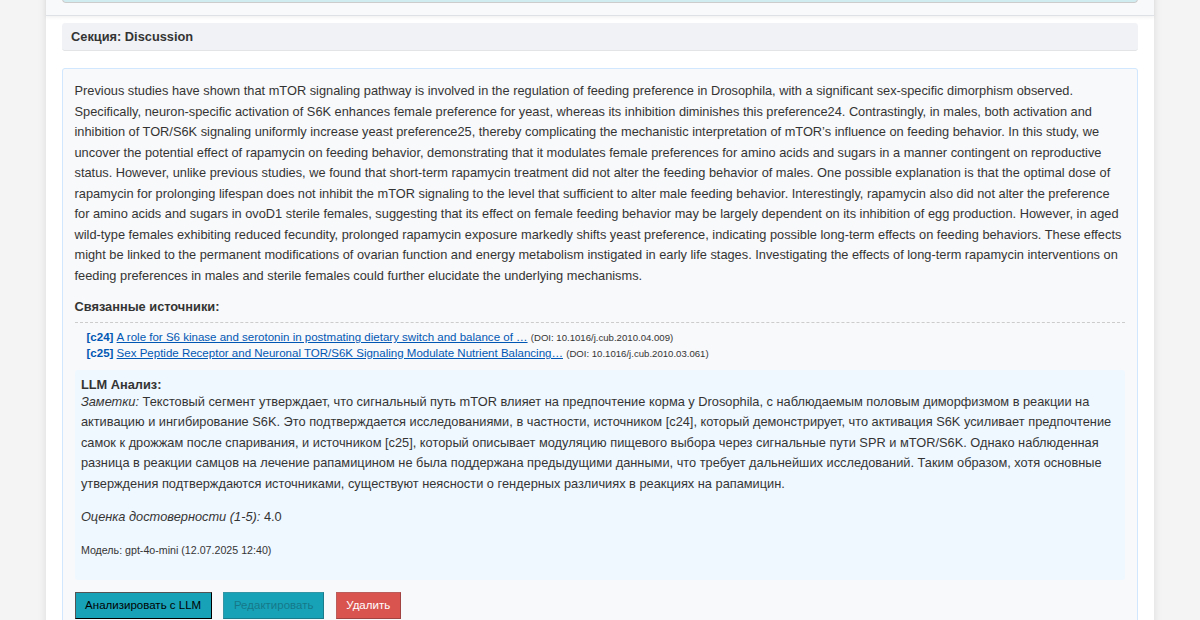 Секция: Discussion
Previous studies have shown that mTOR signaling pathway is involved in the regulation of feeding preference in Drosophila, with a significant sex-specific dimorphism observed.
Specifically, neuron-specific activation of S6K enhances female preference for yeast, whereas its inhibition diminishes this preference24. Contrastingly, in males, both activation and
inhibition of TOR/S6K signaling uniformly increase yeast preference25, thereby complicating the mechanistic interpretation of mTOR's influence on feeding behavior. In this study, we
uncover the potential effect of rapamycin on feeding behavior, demonstrating that it modulates female preferences for amino acids and sugars in a manner contingent on reproductive
status. However, unlike previous studies, we found that short-term rapamycin treatment did not alter the feeding behavior of males. One possible explanation is that the optimal dose of
rapamycin for prolonging lifespan does not inhibit the mTOR signaling to the level that sufficient to alter male feeding behavior. Interestingly, rapamycin also did not alter the preference
for amino acids and sugars in ovoD1 sterile females, suggesting that its effect on female feeding behavior may be largely dependent on its inhibition of egg production. However, in aged
wild-type females exhibiting reduced fecundity, prolonged rapamycin exposure markedly shifts yeast preference, indicating possible long-term effects on feeding behaviors. These effects
might be linked to the permanent modifications of ovarian function and energy metabolism instigated in early life stages. Investigating the effects of long-term rapamycin interventions on
feeding preferences in males and sterile females could further elucidate the underlying mechanisms.
Связанные источники:
[c24] A role for S6 kinase and serotonin in postmating dietary switch and balance of … (DOI: 10.1016/j.cub.2010.04.009)
[c25] Sex Peptide Receptor and Neuronal TOR/S6K Signaling Modulate Nutrient Balancing… (DOI: 10.1016/j.cub.2010.03.061)
LLM Анализ:
Заметки: Текстовый сегмент утверждает, что сигнальный путь mTOR влияет на предпочтение корма у Drosophila, с наблюдаемым половым диморфизмом в реакции на
активацию и ингибирование S6K. Это подтверждается исследованиями, в частности, источником [c24], который демонстрирует, что активация S6K усиливает предпочтение
самок к дрожжам после спаривания, и источником [c25], который описывает модуляцию пищевого выбора через сигнальные пути SPR и мTOR/S6K. Однако наблюденная
разница в реакции самцов на лечение рапамицином не была поддержана предыдущими данными, что требует дальнейших исследований. Таким образом, хотя основные
утверждения подтверждаются источниками, существуют неясности о гендерных различиях в реакциях на рапамицин.
Оценка достоверности (1-5): 4.0
Модель: gpt-4o-mini (12.07.2025 12:40)
Анализировать с LLM Редактировать Удалить